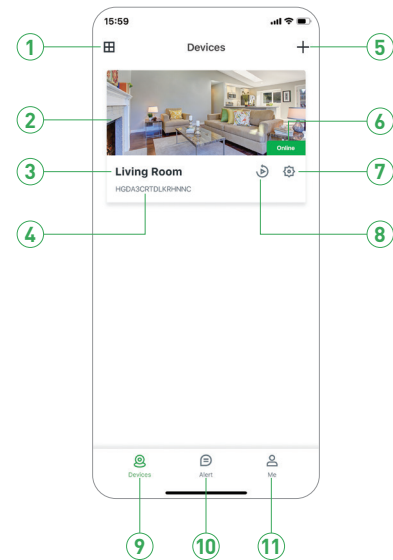 15:59
1
Devices
5
2
6
Online
3
Living Room
7
HGDA3CRTDLKRHNNC
4
8
Devices
Alert
Me
9
10
11